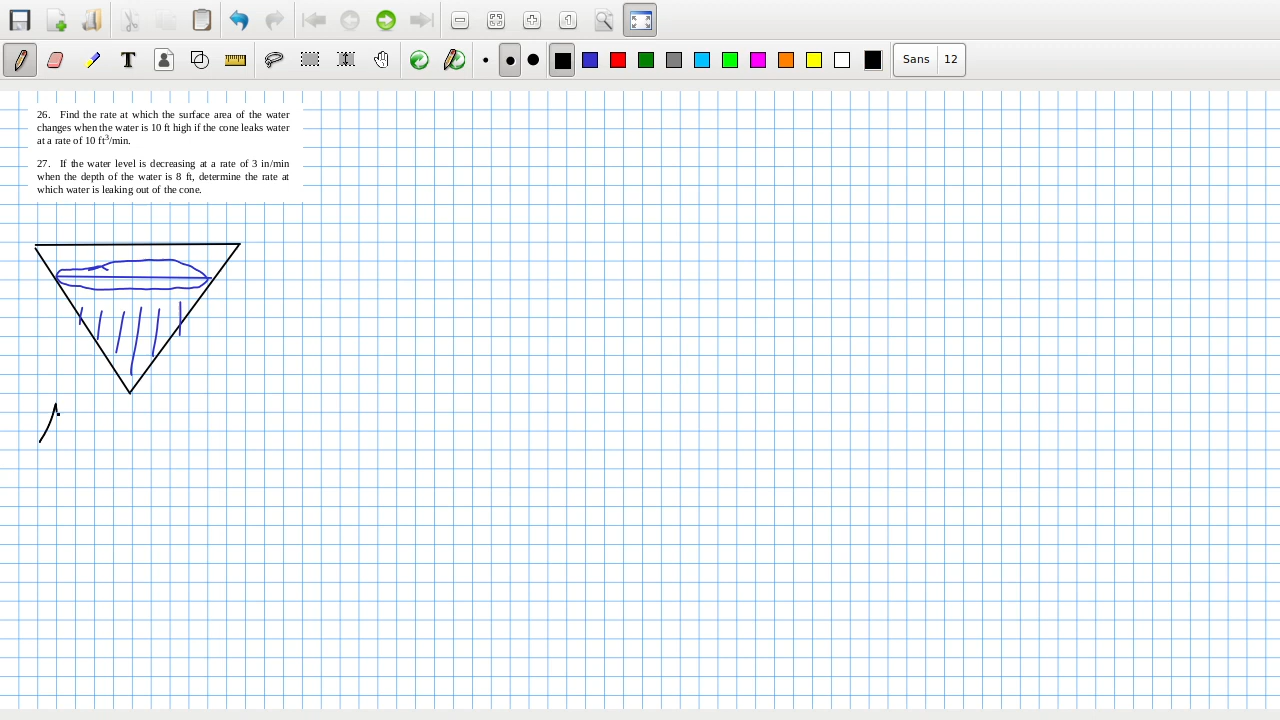 Sans 12
26. Find the rate at which the surface area of the water
changes when the water is 10 ft high if the cone leaks water
at a rate of 10 ft³/min.
27. If the water level is decreasing at a rate of 3 in/min
when the depth of the water is 8 ft, determine the rate at
which water is leaking out of the cone.